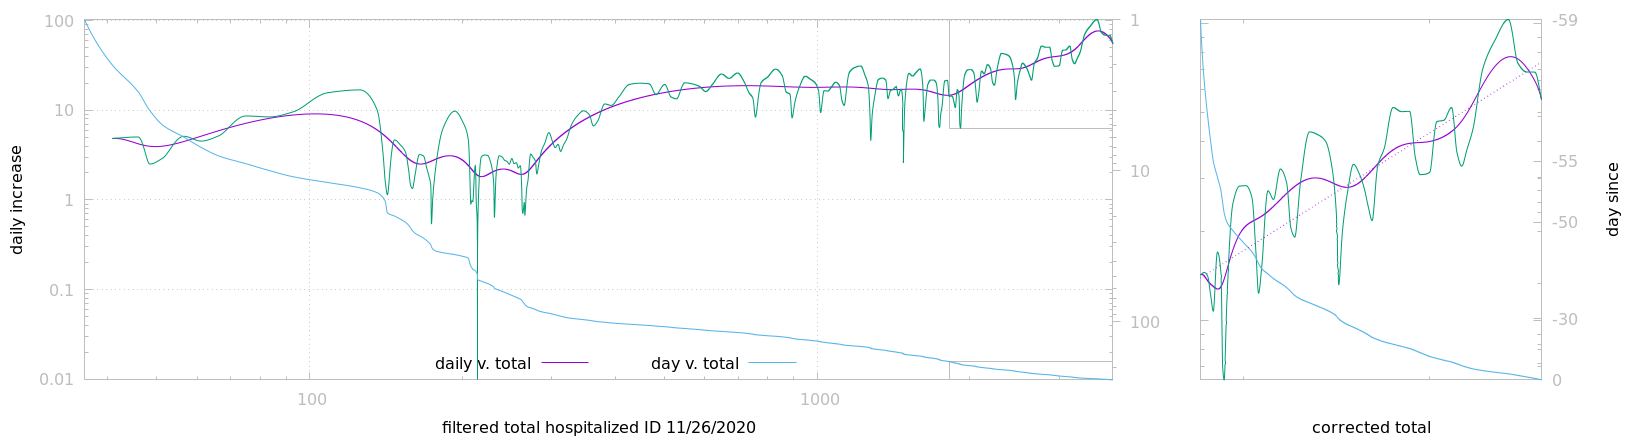 100
10
1
0.1
0.01
daily increase
daily v. total
day v. total
100
1000
filtered total hospitalized ID 11/26/2020
1
10
100
-59
-55
-50
-30
0
day since
corrected total